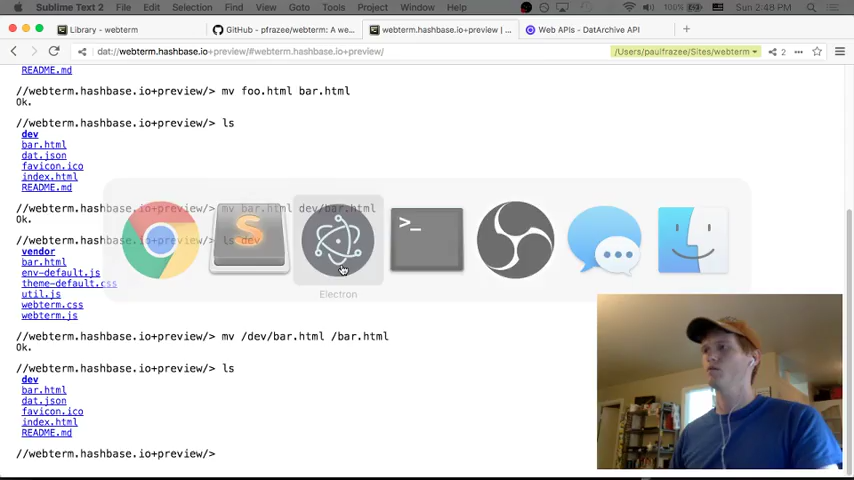 Sublime Text 2 File Edit Selection Find View Goto Tools Project Window 100% Sun 2:48 PM
Library - webterm GitHub - pfrazee/webterm: A we... webterm.hashbase.io+preview | ... Web APIs - DatArchive API
dat://webterm.hashbase.io+preview/#webterm.hashbase.io+preview/ /Users/paulfrazee/Sites/webterm 2
README.md
//webterm.hashbase.io+preview/> mv foo.html bar.html
Ok.
//webterm.hashbase.io+preview/> ls
dev
bar.html
dat.json
favicon.ico
index.html
README.md
//webterm.hashbase.io+preview/> mv bar.html dev/bar.html
Ok.
//webterm.hashbase.io+preview/> ls dev
vendor
bar.html
env-default.js
theme-default.css
util.js
webterm.css
webterm.js
Electron
//webterm.hashbase.io+preview/> mv /dev/bar.html /bar.html
Ok.
//webterm.hashbase.io+preview/> ls
dev
bar.html
dat.json
favicon.ico
index.html
README.md
//webterm.hashbase.io+preview/>